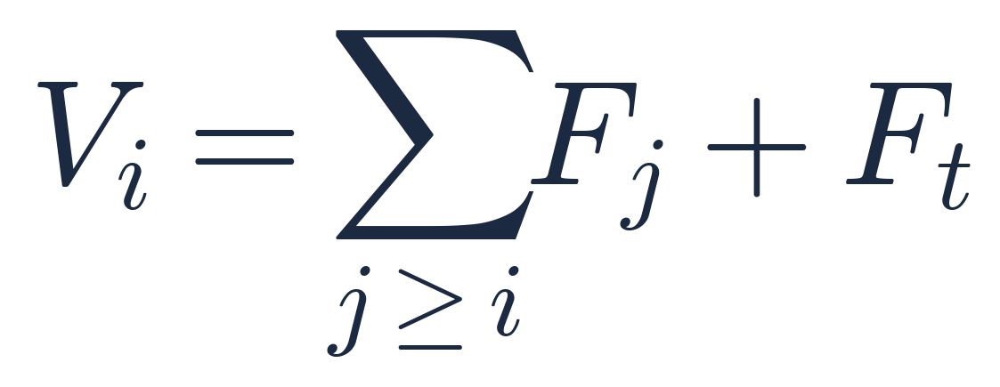 V_i = \sum_{j \geq i} F_j + F_t